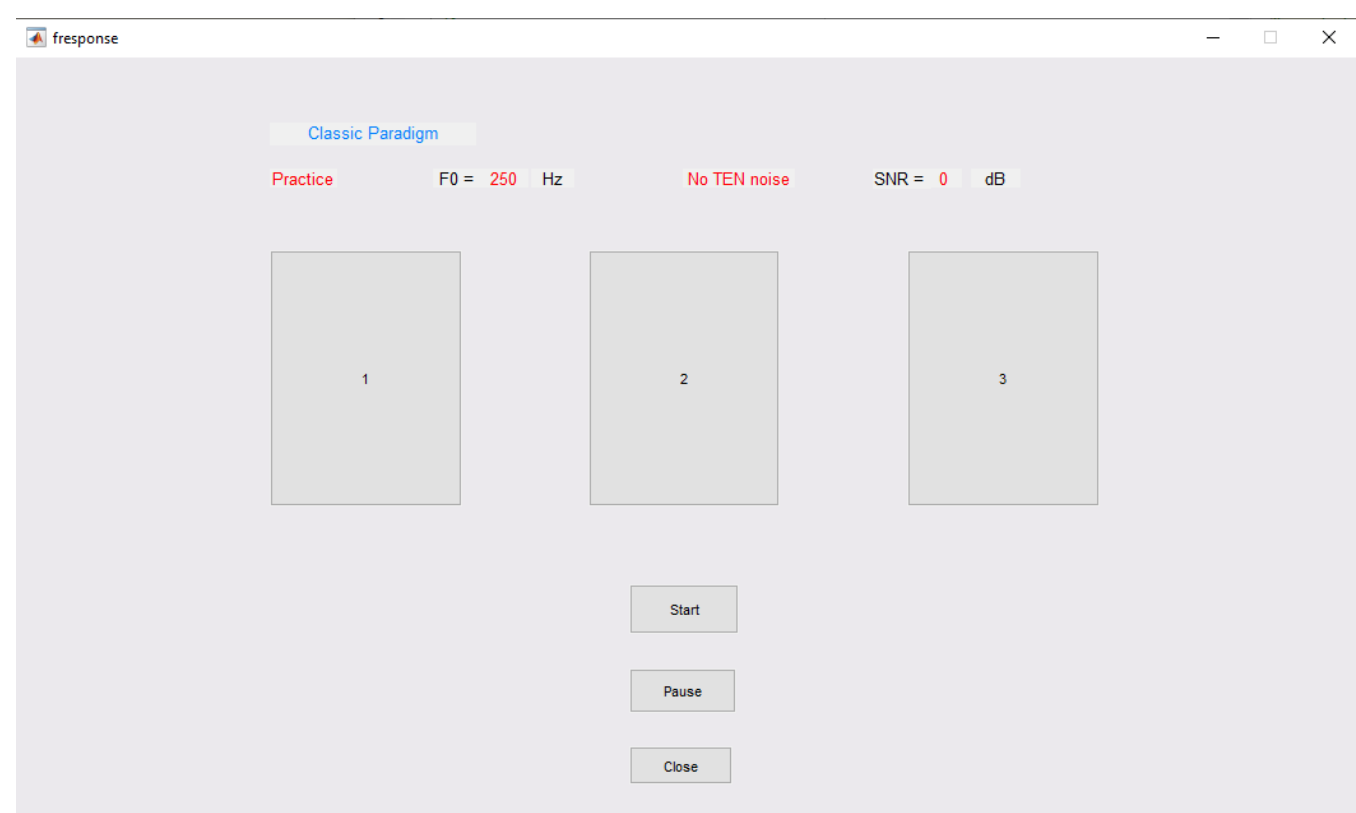 fresponse
Classic Paradigm
Practice F0 = 250 Hz No TEN noise SNR = 0 dB
1 2 3
Start
Pause
Close